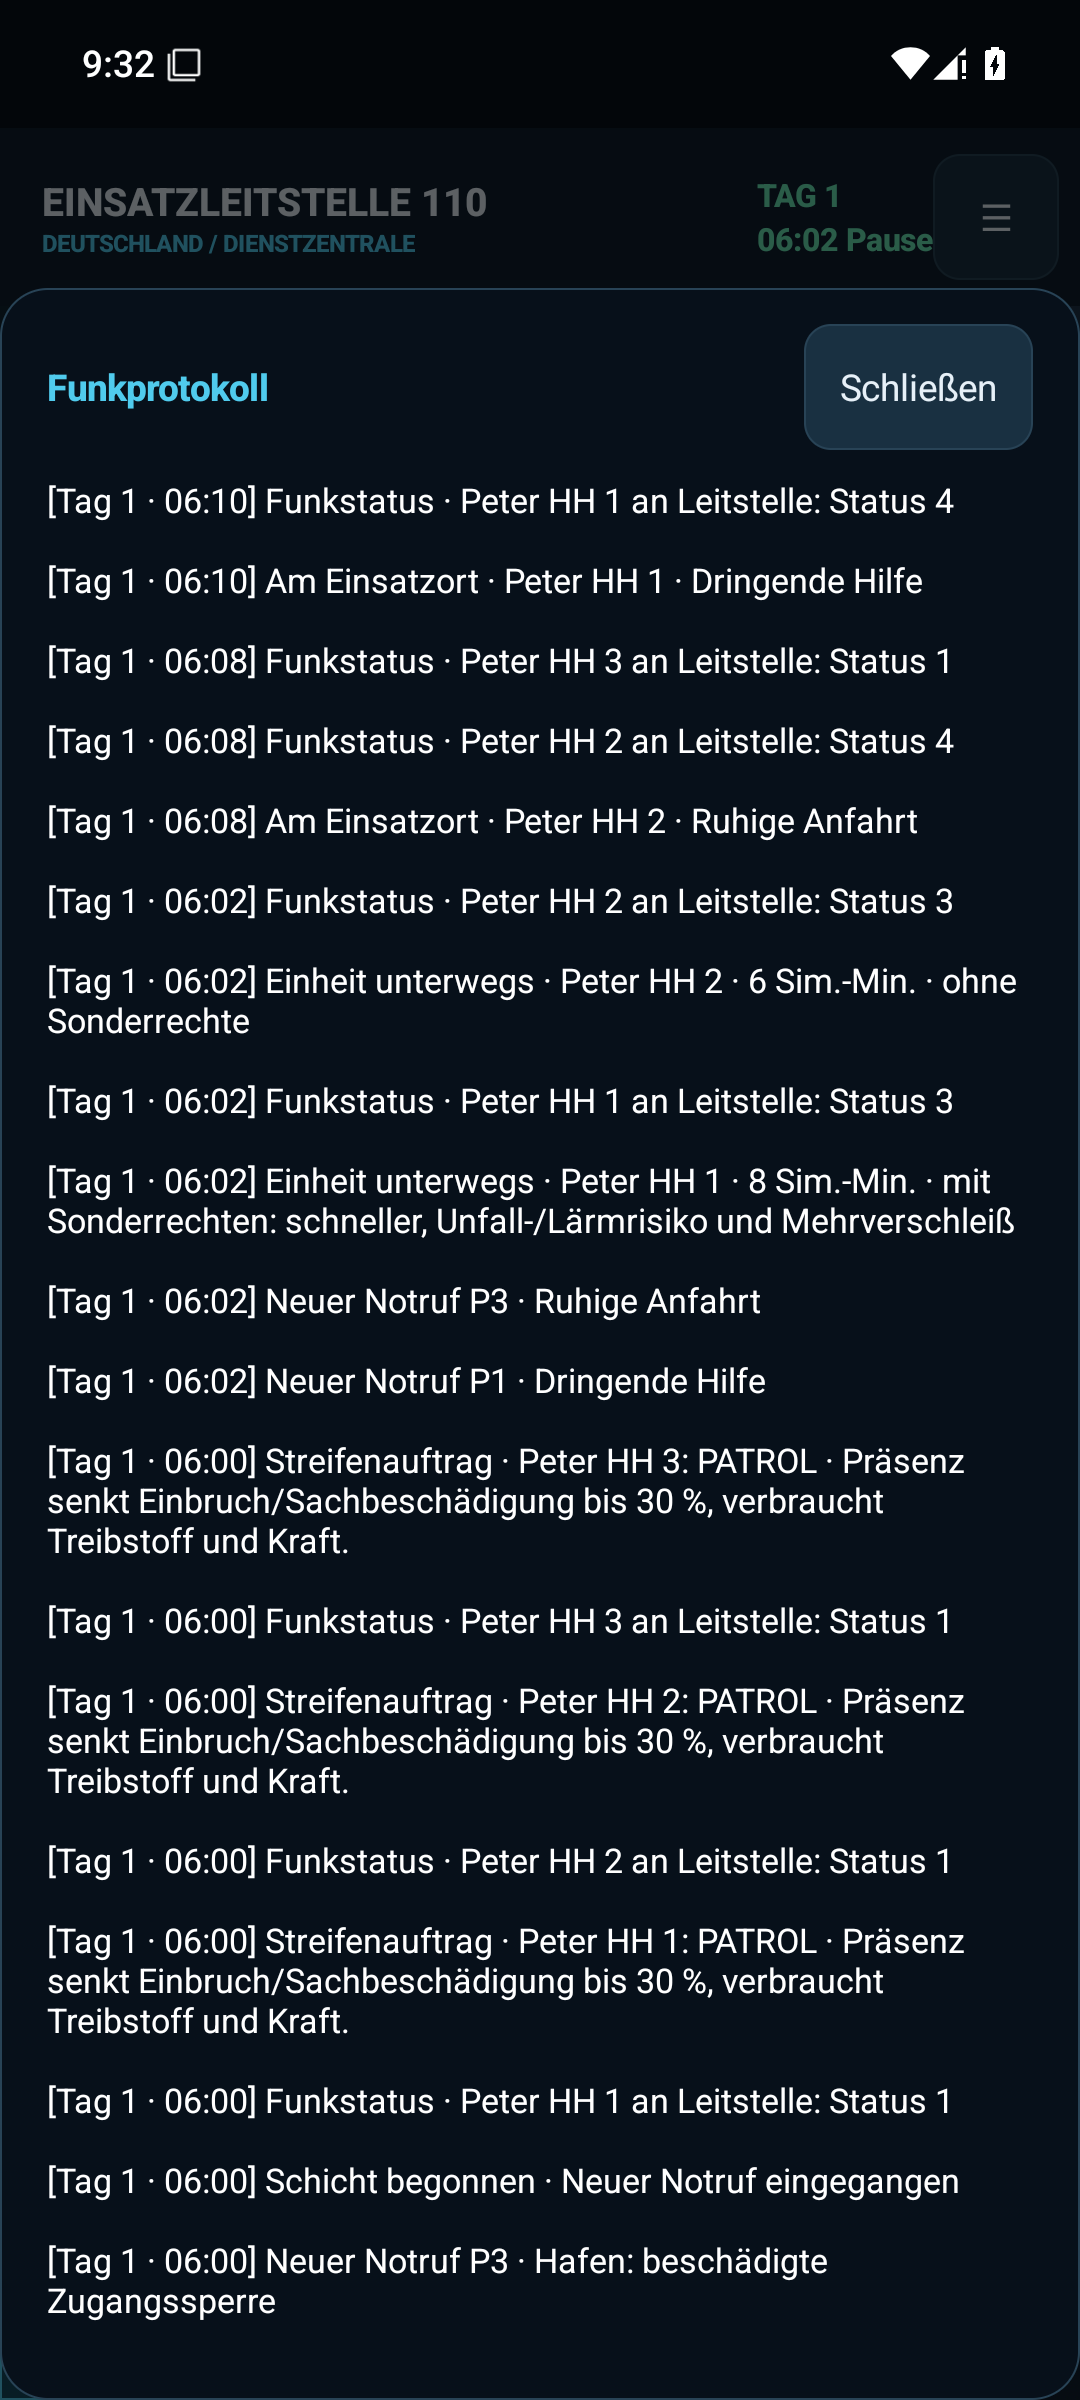 9:32
EINSATZLEITSTELLE 110
DEUTSCHLAND / DIENSTZENTRALE
TAG 1
06:02 Pause
Funkprotokoll
Schließen
[Tag 1 · 06:10] Funkstatus · Peter HH 1 an Leitstelle: Status 4
[Tag 1 · 06:10] Am Einsatzort · Peter HH 1 · Dringende Hilfe
[Tag 1 · 06:08] Funkstatus · Peter HH 3 an Leitstelle: Status 1
[Tag 1 · 06:08] Funkstatus · Peter HH 2 an Leitstelle: Status 4
[Tag 1 · 06:08] Am Einsatzort · Peter HH 2 · Ruhige Anfahrt
[Tag 1 · 06:02] Funkstatus · Peter HH 2 an Leitstelle: Status 3
[Tag 1 · 06:02] Einheit unterwegs · Peter HH 2 · 6 Sim.-Min. · ohne
Sonderrechte
[Tag 1 · 06:02] Funkstatus · Peter HH 1 an Leitstelle: Status 3
[Tag 1 · 06:02] Einheit unterwegs · Peter HH 1 · 8 Sim.-Min. · mit
Sonderrechten: schneller, Unfall-/Lärmrisiko und Mehrverschleiß
[Tag 1 · 06:02] Neuer Notruf P3 · Ruhige Anfahrt
[Tag 1 · 06:02] Neuer Notruf P1 · Dringende Hilfe
[Tag 1 · 06:00] Streifenauftrag · Peter HH 3: PATROL · Präsenz
senkt Einbruch/Sachbeschädigung bis 30 %, verbraucht
Treibstoff und Kraft.
[Tag 1 · 06:00] Funkstatus · Peter HH 3 an Leitstelle: Status 1
[Tag 1 · 06:00] Streifenauftrag · Peter HH 2: PATROL · Präsenz
senkt Einbruch/Sachbeschädigung bis 30 %, verbraucht
Treibstoff und Kraft.
[Tag 1 · 06:00] Funkstatus · Peter HH 2 an Leitstelle: Status 1
[Tag 1 · 06:00] Streifenauftrag · Peter HH 1: PATROL · Präsenz
senkt Einbruch/Sachbeschädigung bis 30 %, verbraucht
Treibstoff und Kraft.
[Tag 1 · 06:00] Funkstatus · Peter HH 1 an Leitstelle: Status 1
[Tag 1 · 06:00] Schicht begonnen · Neuer Notruf eingegangen
[Tag 1 · 06:00] Neuer Notruf P3 · Hafen: beschädigte
Zugangssperre